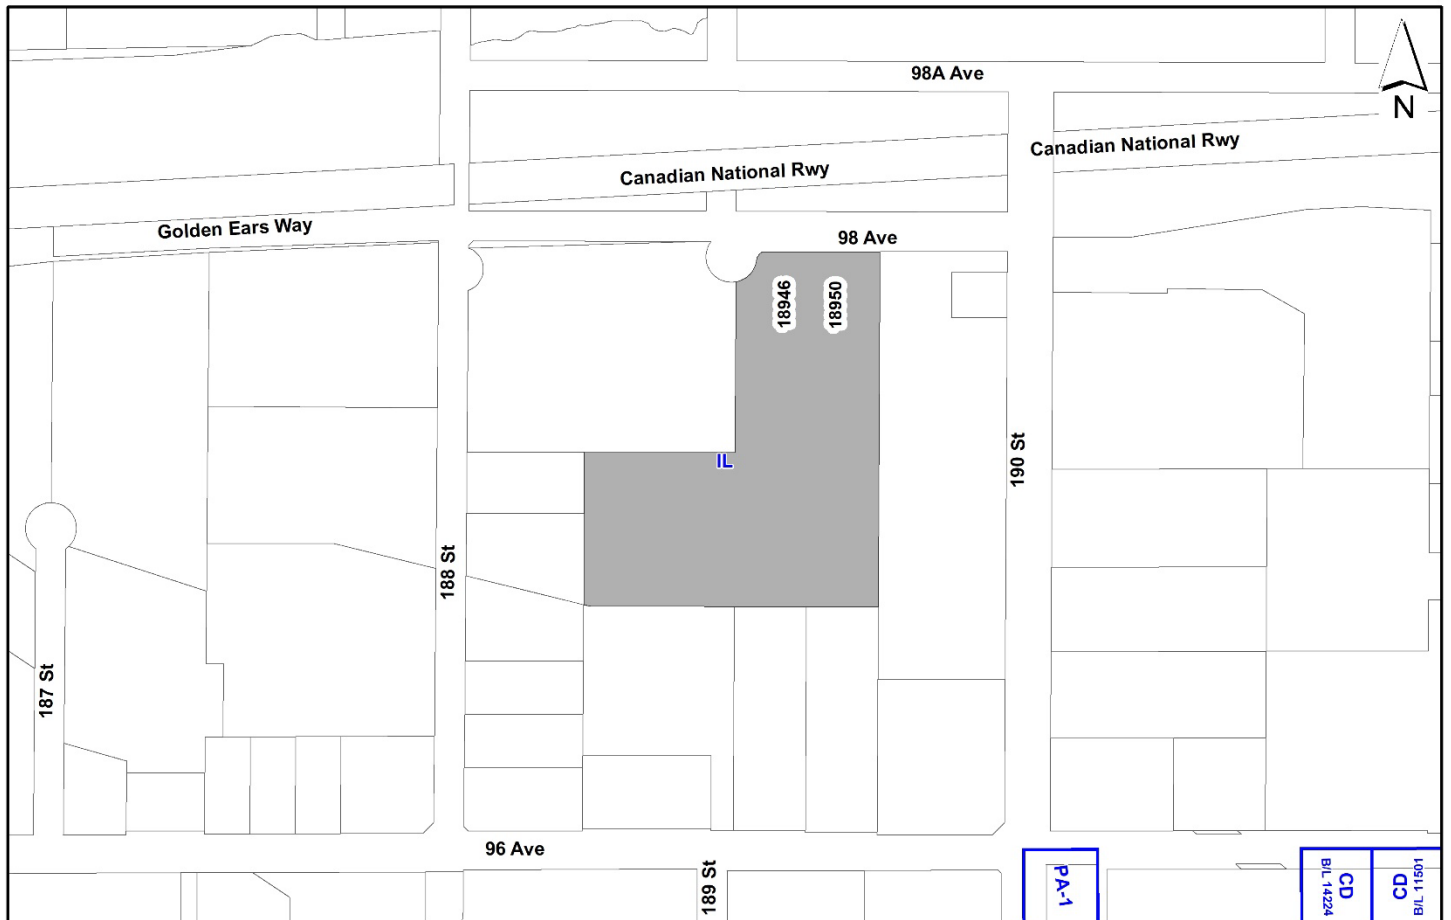 98A Ave
N
Canadian National Rwy
Canadian National Rwy
Golden Ears Way
98 Ave
18946
18950
IL
190 St
188 St
187 St
96 Ave
189 St
PA-1
CD
B/L 14224
CD
B/L 11501